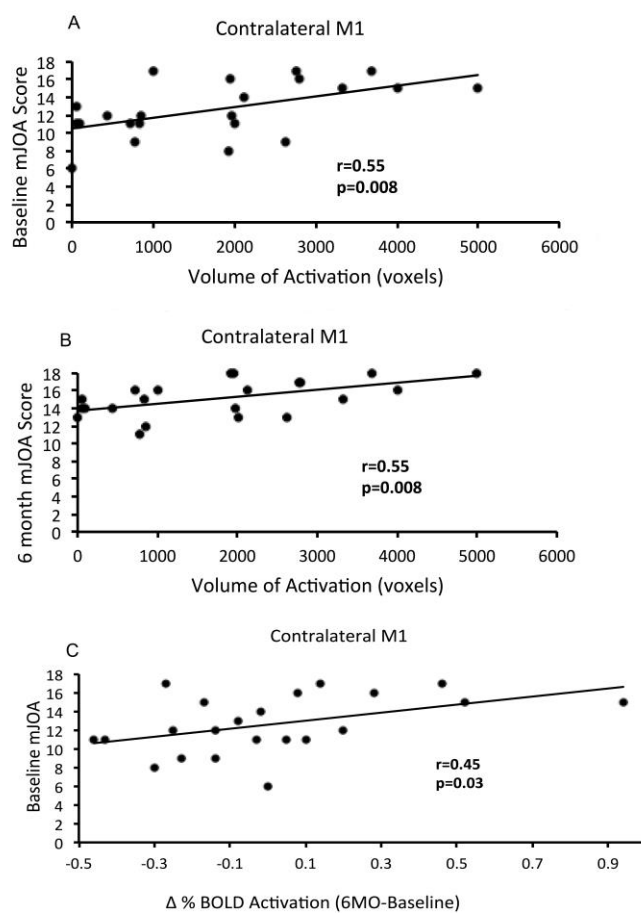 A
Contralateral M1
Baseline mJOA Score
18
16
14
12
10
8
6
4
2
0
r=0.55
p=0.008
0 1000 2000 3000 4000 5000 6000
Volume of Activation (voxels)
B
Contralateral M1
6 month mJOA Score
18
16
14
12
10
8
6
4
2
0
r=0.55
p=0.008
0 1000 2000 3000 4000 5000 6000
Volume of Activation (voxels)
C
Contralateral M1
Baseline mJOA
18
16
14
12
10
8
6
4
2
0
r=0.45
p=0.03
-0.5 -0.3 -0.1 0.1 0.3 0.5 0.7 0.9
Δ % BOLD Activation (6MO-Baseline)